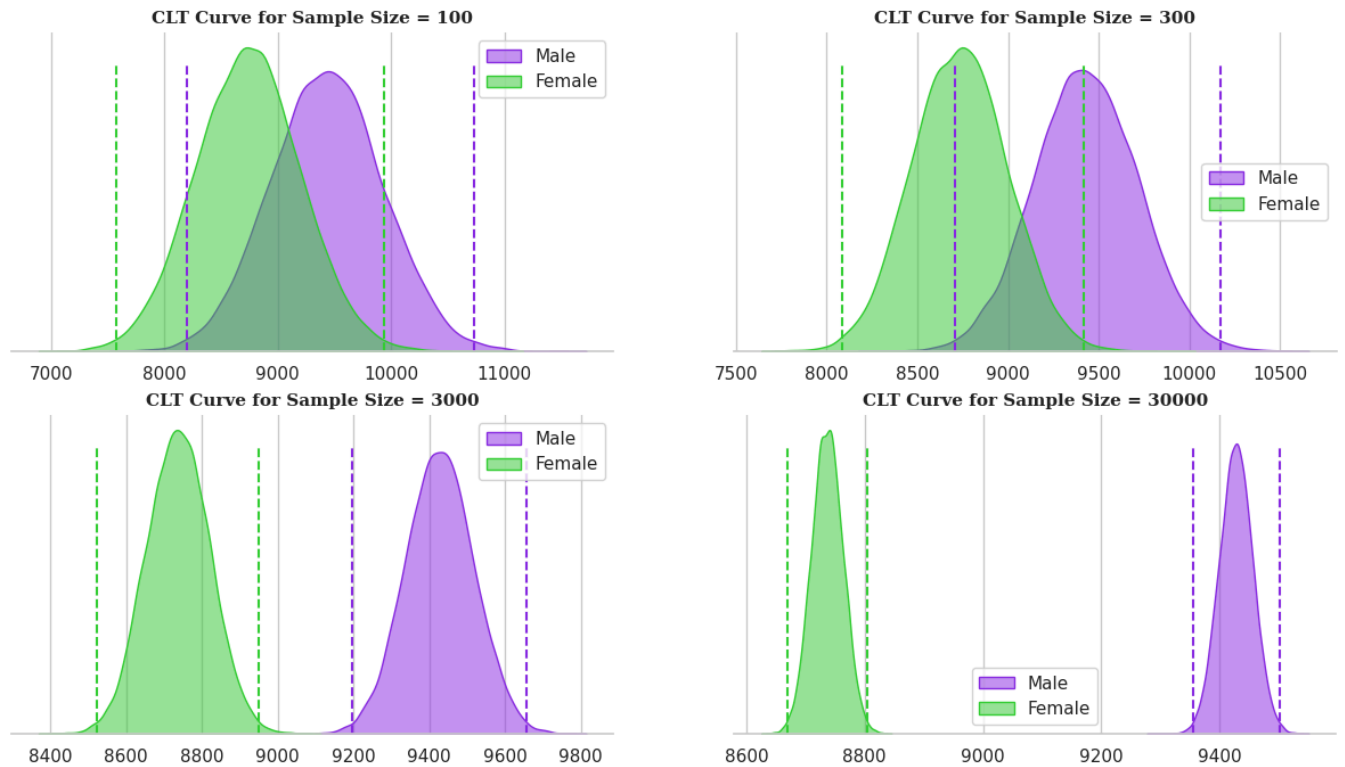 CLT Curve for Sample Size = 100
Male
Female
7000 8000 9000 10000 11000
CLT Curve for Sample Size = 300
Male
Female
7500 8000 8500 9000 9500 10000 10500
CLT Curve for Sample Size = 3000
Male
Female
8400 8600 8800 9000 9200 9400 9600 9800
CLT Curve for Sample Size = 30000
Male
Female
8600 8800 9000 9200 9400